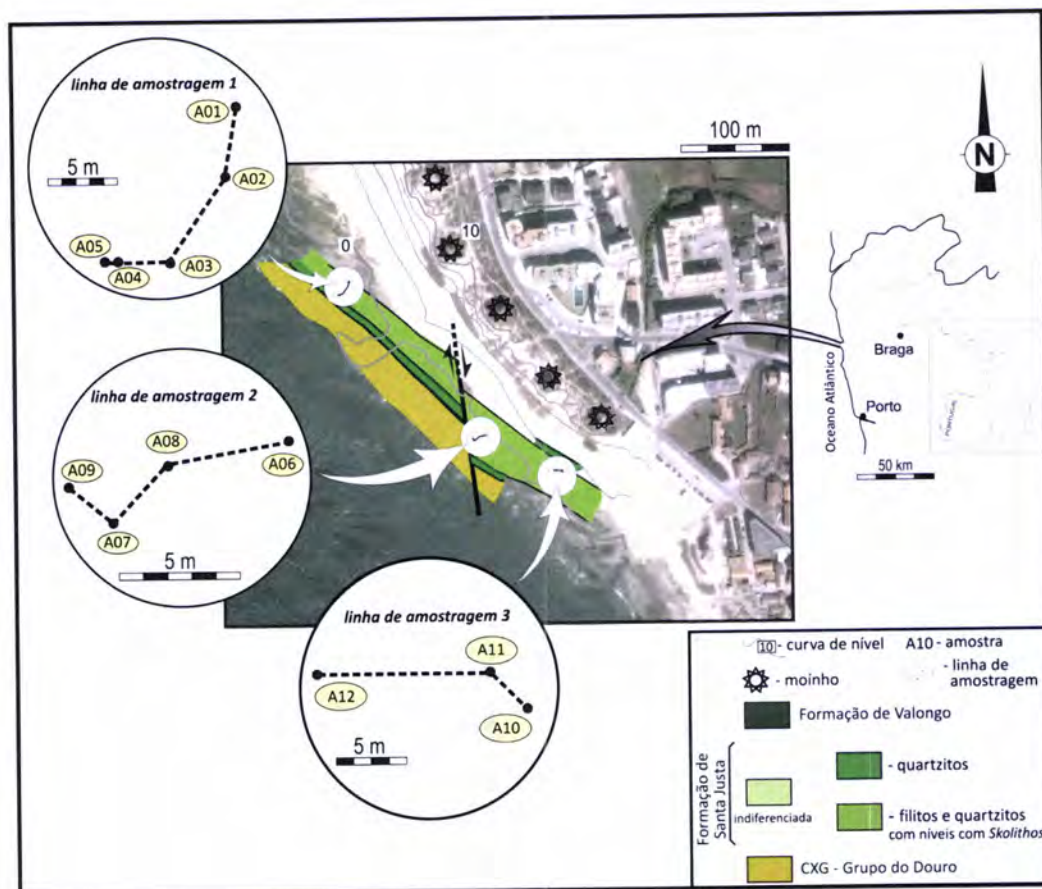 linha de amostragem 1
A01
5 m
A02
A05
A04
A03
linha de amostragem 2
A08
A09
A06
A07
5 m
linha de amostragem 3
A11
A12
A10
5 m
0
10
100 m
N
Oceano Atlântico
Braga
Porto
PORTUGAL
50 km
10 - curva de nível
A10 - amostra
- moinho
- linha de
amostragem
Formação de Valongo
Formação de
Santa Justa
- quartzitos
indiferenciada
- filitos e quartzitos
com níveis com Skolithos
CXG - Grupo do Douro